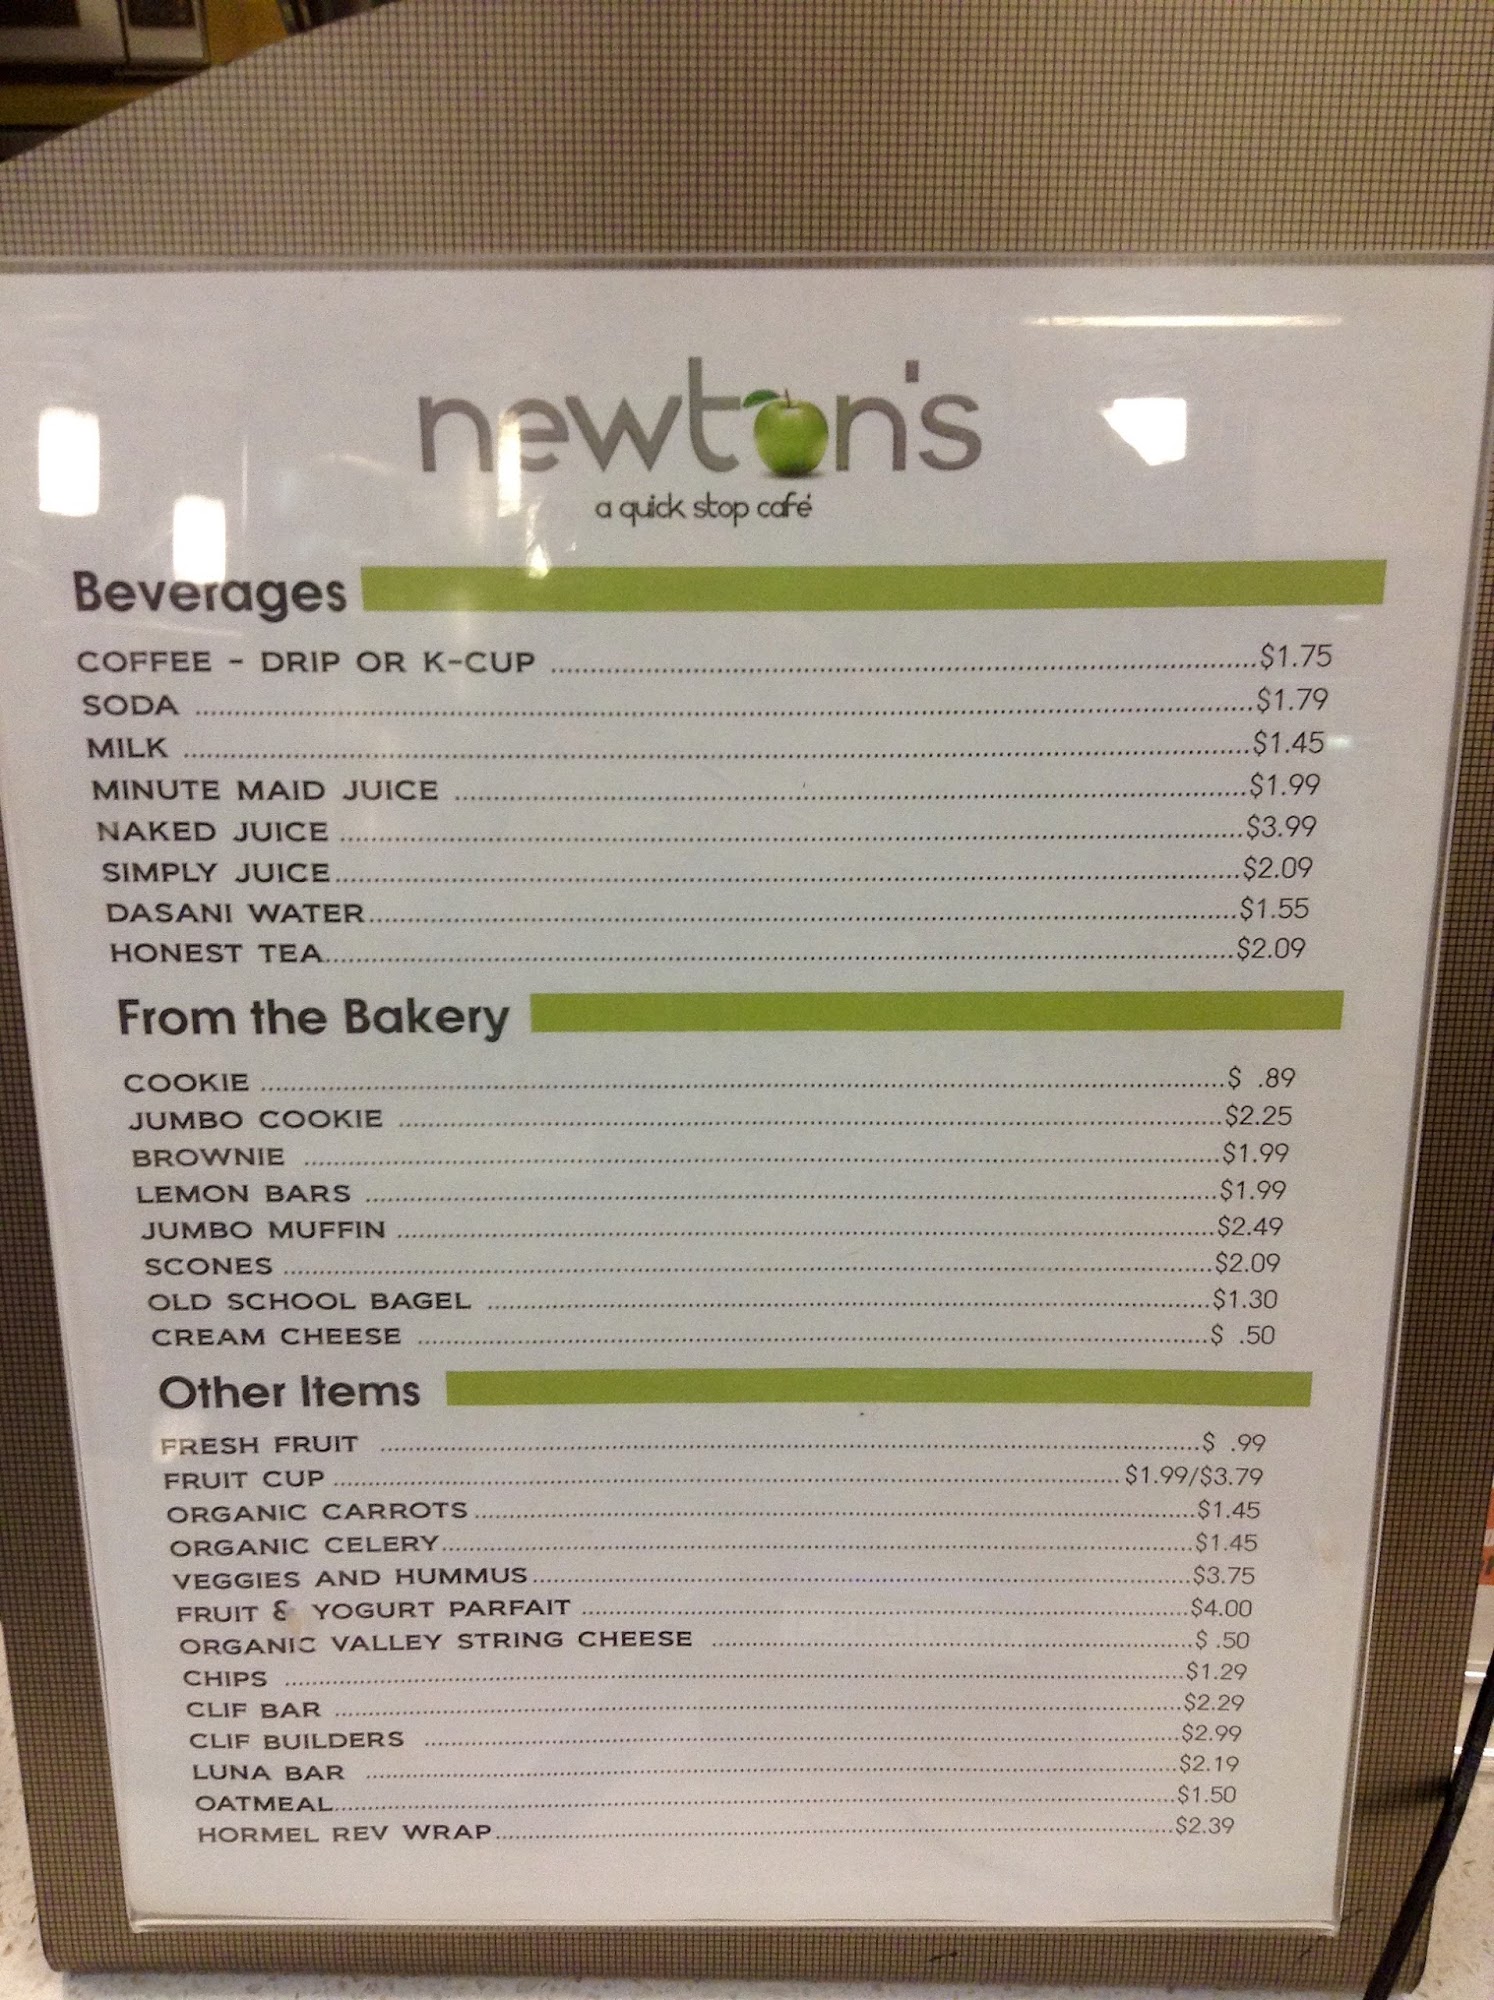 newton's
a quick stop café
Beverages
COFFEE - DRIP OR K-CUP ........ $1.75
SODA ........ $1.79
MILK ........ $1.45
MINUTE MAID JUICE ........ $1.99
NAKED JUICE ........ $3.99
SIMPLY JUICE ........ $2.09
DASANI WATER ........ $1.55
HONEST TEA ........ $2.09
From the Bakery
COOKIE ........ $ .89
JUMBO COOKIE ........ $2.25
BROWNIE ........ $1.99
LEMON BARS ........ $1.99
JUMBO MUFFIN ........ $2.49
SCONES ........ $2.09
OLD SCHOOL BAGEL ........ $1.30
CREAM CHEESE ........ $ .50
Other Items
FRESH FRUIT ........ $ .99
FRUIT CUP ........ $1.99/$3.79
ORGANIC CARROTS ........ $1.45
ORGANIC CELERY ........ $1.45
VEGGIES AND HUMMUS ........ $3.75
FRUIT & YOGURT PARFAIT ........ $4.00
ORGANIC VALLEY STRING CHEESE ........ $ .50
CHIPS ........ $1.29
CLIF BAR ........ $2.29
CLIF BUILDERS ........ $2.99
LUNA BAR ........ $2.19
OATMEAL ........ $1.50
HORMEL REV WRAP ........ $2.39